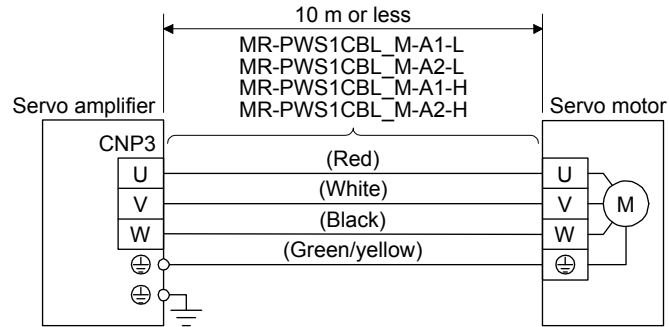 10 m or less
MR-PWS1CBL_M-A1-L
MR-PWS1CBL_M-A2-L
MR-PWS1CBL_M-A1-H
MR-PWS1CBL_M-A2-H
Servo amplifier
Servo motor
CNP3
U
(Red)
U
V
(White)
V
M
W
(Black)
W
(Green/yellow)